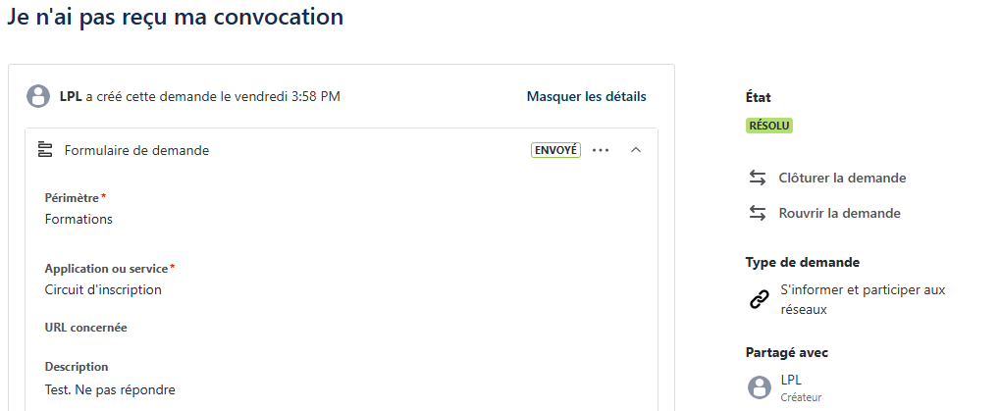 Je n'ai pas reçu ma convocation
LPL a créé cette demande le vendredi 3:58 PM
Masquer les détails
Formulaire de demande
ENVOYÉ
Périmètre*
Formations
Application ou service*
Circuit d'inscription
URL concernée
Description
Test. Ne pas répondre
État
RÉSOLU
Clôturer la demande
Rouvrir la demande
Type de demande
S'informer et participer aux
réseaux
Partagé avec
LPL
Créateur